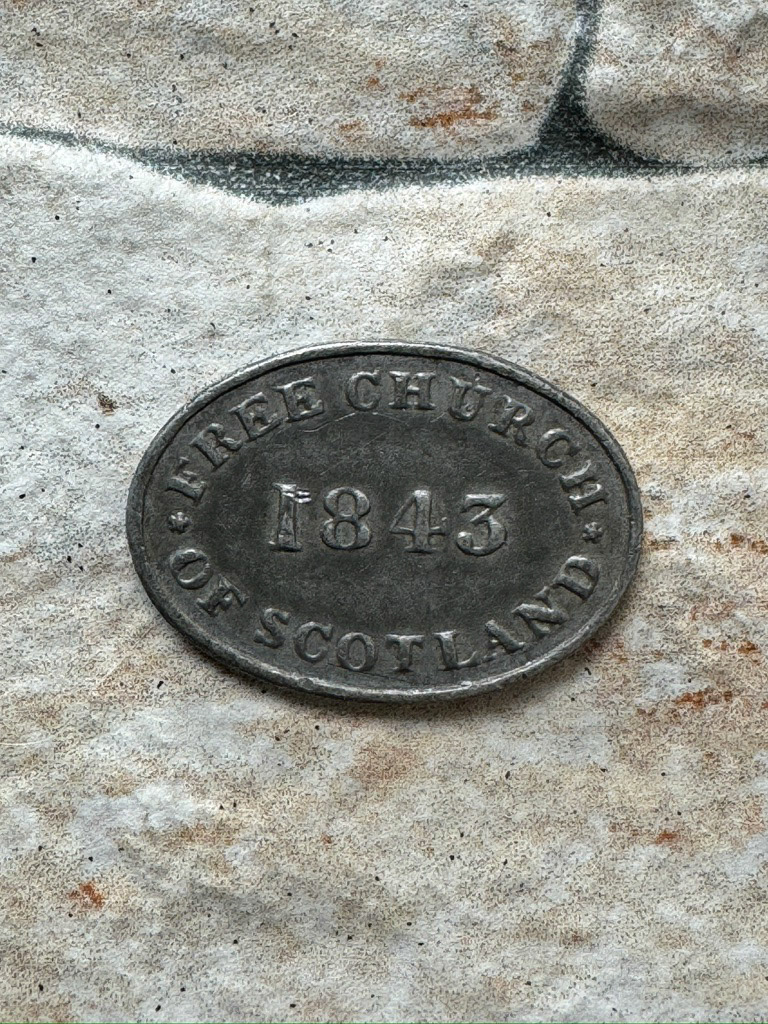 FREE CHURCH
1843
OF SCOTLAND